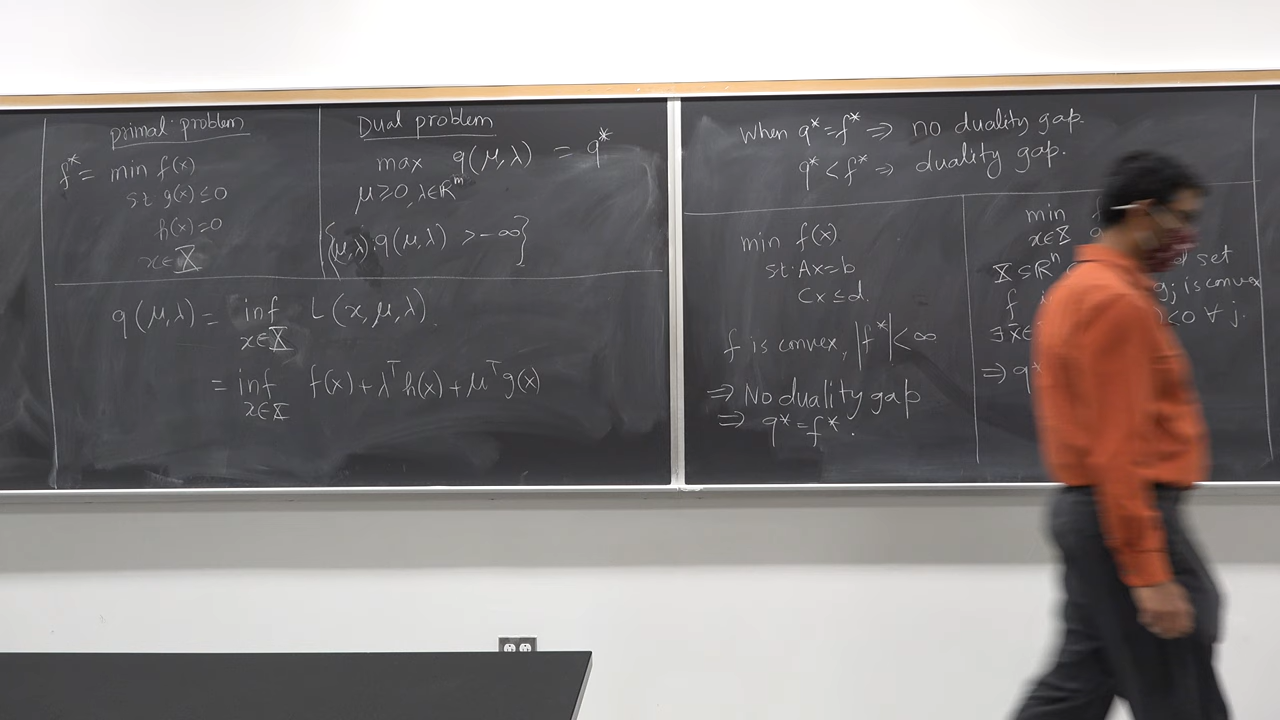 primal problem
f* = min f(x)
st g(x) ≤ 0
h(x) = 0
x ∈ X
Dual problem
max q(μ,λ) = q*
μ ≥ 0, λ ∈ R^m
{(μ,λ): q(μ,λ) > -∞}
q(μ,λ) = inf L(x,μ,λ).
x∈X
= inf f(x) + λ^T h(x) + μ^T g(x)
x∈X
When q* = f* ⇒ no duality gap.
q* < f* ⇒ duality gap.
min f(x)
st. Ax = b
Cx ≤ d.
f is convex, |f*| < ∞
⇒ No duality gap
⇒ q* = f*.
min
x∈X
X ⊆ R^n set
f g_j is convex
∃ x̄ ∈ <0 ∀ j.
⇒ q*